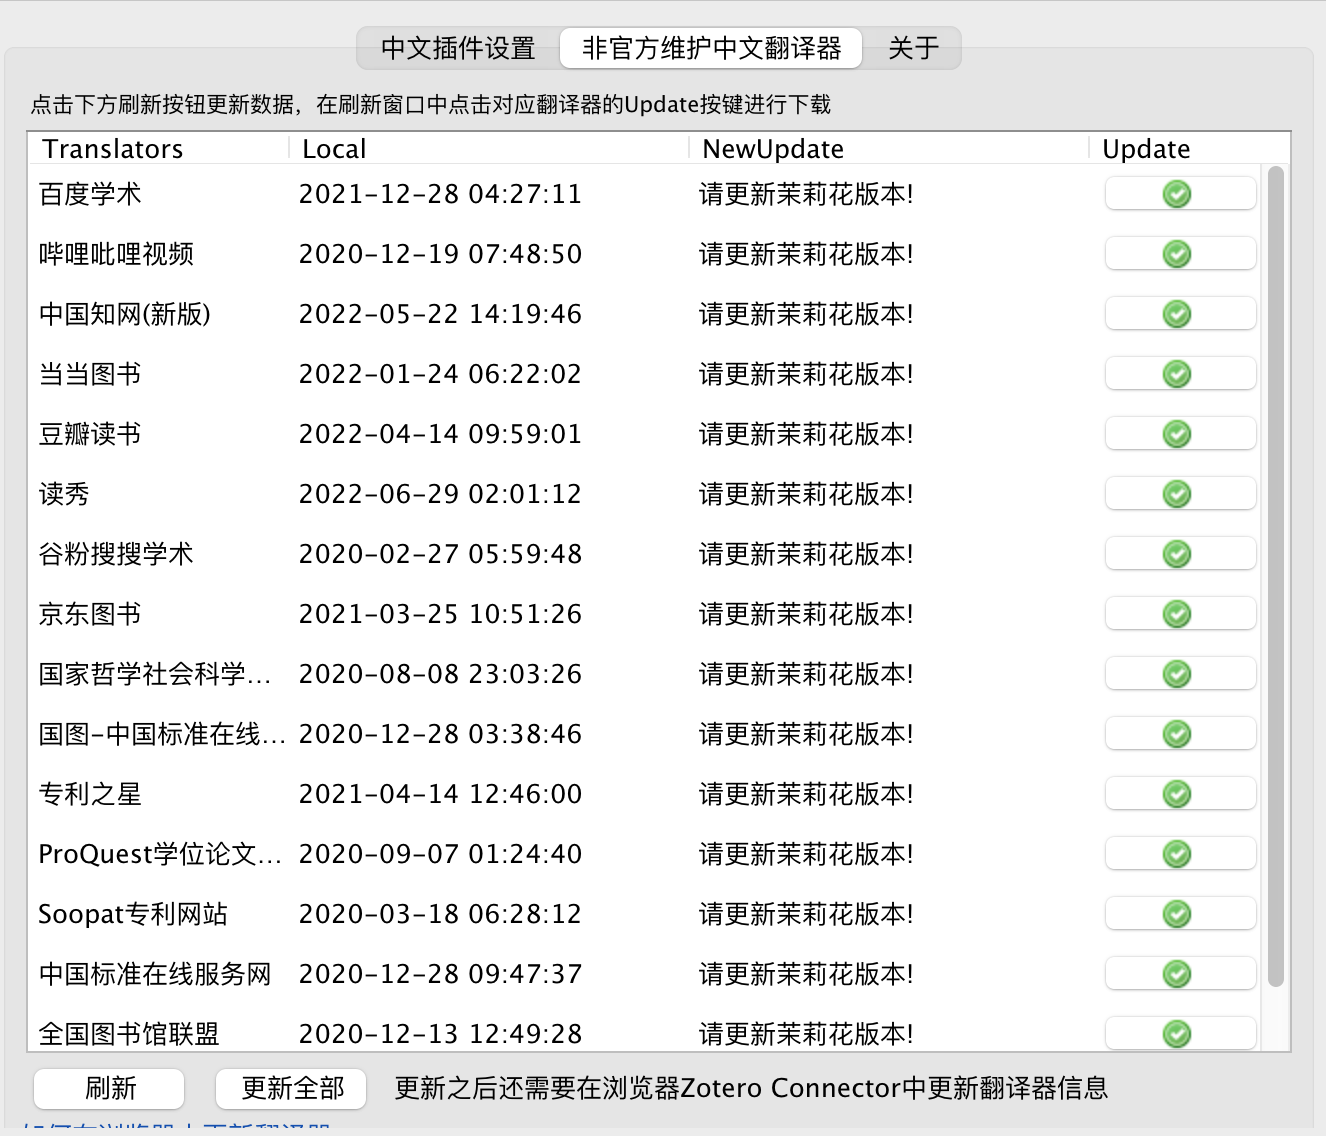 中文插件设置 非官方维护中文翻译器 关于
点击下方刷新按钮更新数据，在刷新窗口中点击对应翻译器的Update按键进行下载
Translators Local NewUpdate Update
百度学术 2021-12-28 04:27:11 请更新茉莉花版本!
哔哩吡哩视频 2020-12-19 07:48:50 请更新茉莉花版本!
中国知网(新版) 2022-05-22 14:19:46 请更新茉莉花版本!
当当图书 2022-01-24 06:22:02 请更新茉莉花版本!
豆瓣读书 2022-04-14 09:59:01 请更新茉莉花版本!
读秀 2022-06-29 02:01:12 请更新茉莉花版本!
谷粉搜搜学术 2020-02-27 05:59:48 请更新茉莉花版本!
京东图书 2021-03-25 10:51:26 请更新茉莉花版本!
国家哲学社会科学... 2020-08-08 23:03:26 请更新茉莉花版本!
国图-中国标准在线... 2020-12-28 03:38:46 请更新茉莉花版本!
专利之星 2021-04-14 12:46:00 请更新茉莉花版本!
ProQuest学位论文... 2020-09-07 01:24:40 请更新茉莉花版本!
Soopat专利网站 2020-03-18 06:28:12 请更新茉莉花版本!
中国标准在线服务网 2020-12-28 09:47:37 请更新茉莉花版本!
全国图书馆联盟 2020-12-13 12:49:28 请更新茉莉花版本!
刷新 更新全部 更新之后还需要在浏览器Zotero Connector中更新翻译器信息